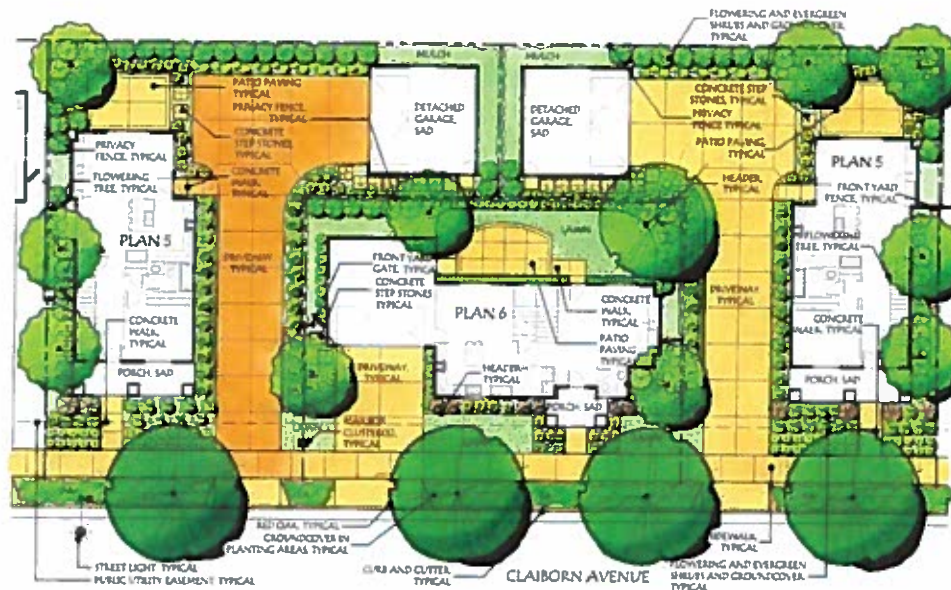 FLOWERING AND EVERGREEN
SHRUBS AND GROUNDCOVER
TYPICAL
MULCH
MULCH
PATIO PAVING
TYPICAL
PRIVACY FENCE,
TYPICAL
CONCRETE
STEP STONES,
TYPICAL
CONCRETE
WALK,
TYPICAL
DETACHED
GARAGE,
SAD
DETACHED
GARAGE,
SAD
CONCRETE STEP
STONES, TYPICAL
PRIVACY
FENCE TYPICAL
PATIO PAVING,
TYPICAL
HEADER,
TYPICAL
PRIVACY
FENCE, TYPICAL
FLOWERING
TREE, TYPICAL
PLAN 5
CONCRETE
WALK,
TYPICAL
PORCH, SAD
DRIVEWAY
TYPICAL
LAWN
FRONT YARD
GATE, TYPICAL
CONCRETE
STEP STONES
TYPICAL
PLAN 6
CONCRETE
WALK,
TYPICAL
PATIO
PAVING
TYPICAL
DRIVEWAY,
TYPICAL
HEADER
TYPICAL
PORCH, SAD
CLUSTERED,
TYPICAL
PLAN 5
FRONT YARD
FENCE, TYPICAL
FLOWERING
TREE, TYPICAL
DRIVEWAY
TYPICAL
CONCRETE
WALK, TYPICAL
PORCH, SAD
RED OAK, TYPICAL
GROUNDCOVER IN
PLANTING AREAS, TYPICAL
STREET LIGHT TYPICAL
PUBLIC UTILITY EASEMENT TYPICAL
CURB AND GUTTER
TYPICAL
CLAIBORN AVENUE
SIDEWALK,
TYPICAL
FLOWERING AND EVERGREEN
SHRUBS AND GROUNDCOVER
TYPICAL